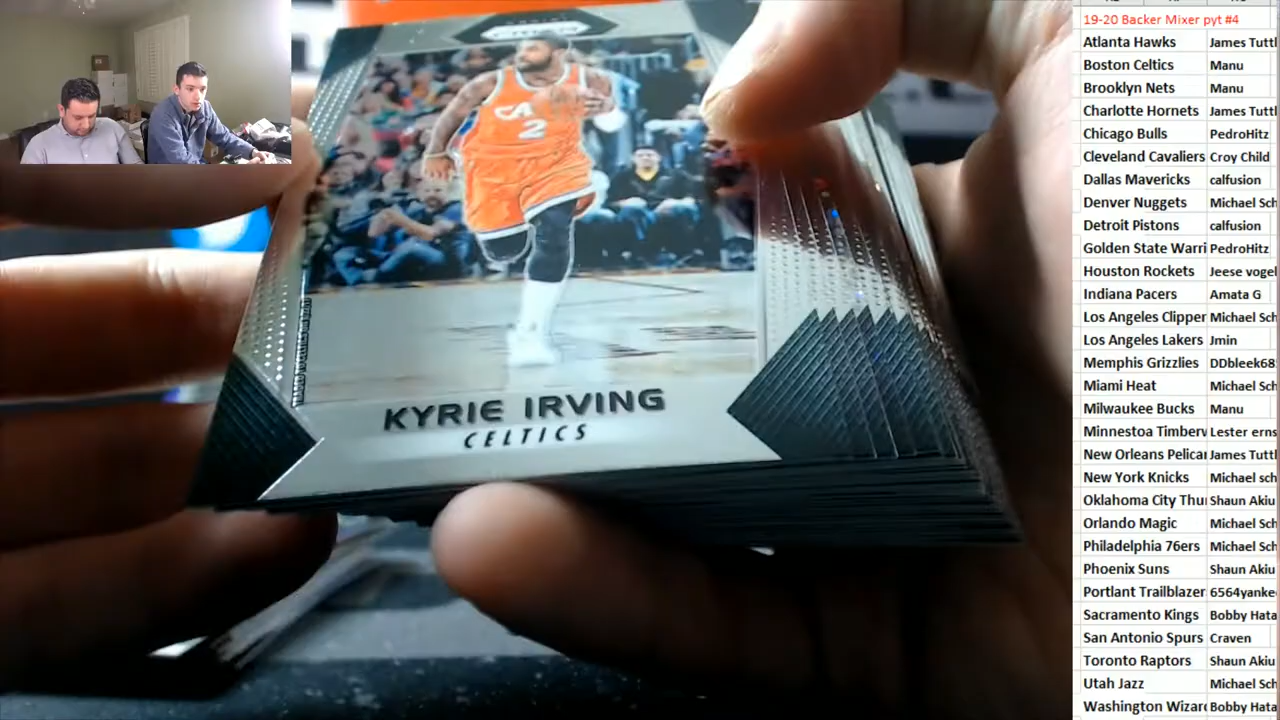 19-20 Backer Mixer pyt #4
Atlanta Hawks James Tuttl
Boston Celtics Manu
Brooklyn Nets Manu
Charlotte Hornets James Tuttl
Chicago Bulls PedroHitz
Cleveland Cavaliers Croy Child
Dallas Mavericks calfusion
Denver Nuggets Michael Sch
Detroit Pistons calfusion
Golden State Warri PedroHitz
Houston Rockets Jeese vogel
Indiana Pacers Amata G
Los Angeles Clipper Michael Sch
Los Angeles Lakers Jmin
Memphis Grizzlies DDbleek68
Miami Heat Michael Sch
Milwaukee Bucks Manu
Minnestoa Timberv Lester erns
New Orleans Pelicar James Tuttl
New York Knicks Michael sch
Oklahoma City Thu Shaun Akiu
Orlando Magic Michael Sch
Philadelphia 76ers Michael Sch
Phoenix Suns Shaun Akiu
Portlant Trailblazer 6564yanke
Sacramento Kings Bobby Hata
San Antonio Spurs Craven
Toronto Raptors Shaun Akiu
Utah Jazz Michael Sch
Washington Wizard Bobby Hata
CA
2
KYRIE IRVING
CELTICS